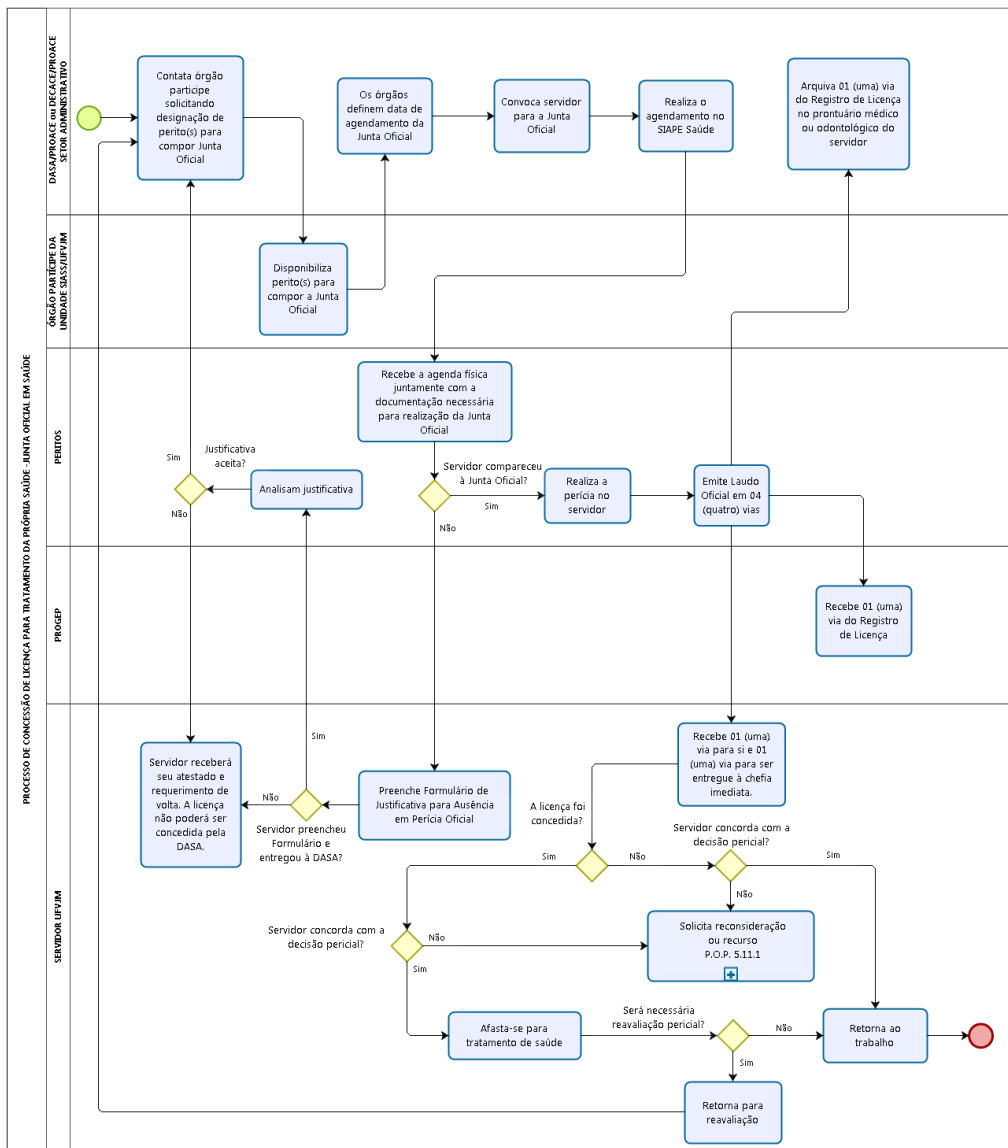 PROCESSO DE CONCESSÃO DE LICENÇA PARA TRATAMENTO DA PRÓPRIA SAÚDE - JUNTA OFICIAL EM SAÚDE
DASA/PROACE ou DECACE/PROACE
SETOR ADMINISTRATIVO
Contata órgão
participe
solicitando
designação de
perito(s) para
compor Junta
Oficial
Os órgãos
definem data de
agendamento da
Junta Oficial
Convoca servidor
para a Junta
Oficial
Realiza o
agendamento no
SIAPE Saúde
Arquiva 01 (uma) via
do Registro de Licença
no prontuário médico
ou odontológico do
servidor
ÓRGÃO PARTÍCIPE DA
UNIDADE SIASS/UFVJM
Disponibiliza
perito(s) para
compor a Junta
Oficial
PERITOS
Recebe a agenda física
juntamente com a
documentação necessária
para realização da Junta
Oficial
Justificativa
aceita?
Sim
Não
Analisam justificativa
Servidor compareceu
à Junta Oficial?
Sim
Não
Realiza a
perícia no
servidor
Emite Laudo
Oficial em 04
(quatro) vias
PROGEP
Recebe 01 (uma)
via do Registro
de Licença
SERVIDOR UFVJM
Servidor receberá
seu atestado e
requerimento de
volta. A licença
não poderá ser
concedida pela
DASA.
Sim
Não
Servidor preencheu
Formulário e
entregou à DASA?
Preenche Formulário de
Justificativa para Ausência
em Perícia Oficial
Recebe 01 (uma)
via para si e 01
(uma) via para ser
entregue à chefia
imediata.
A licença foi
concedida?
Sim
Não
Servidor concorda com a
decisão pericial?
Sim
Não
Servidor concorda com a
decisão pericial?
Não
Sim
Solicita reconsideração
ou recurso
P.O.P. 5.11.1
Afasta-se para
tratamento de saúde
Será necessária
reavaliação pericial?
Não
Sim
Retorna ao
trabalho
Retorna para
reavaliação